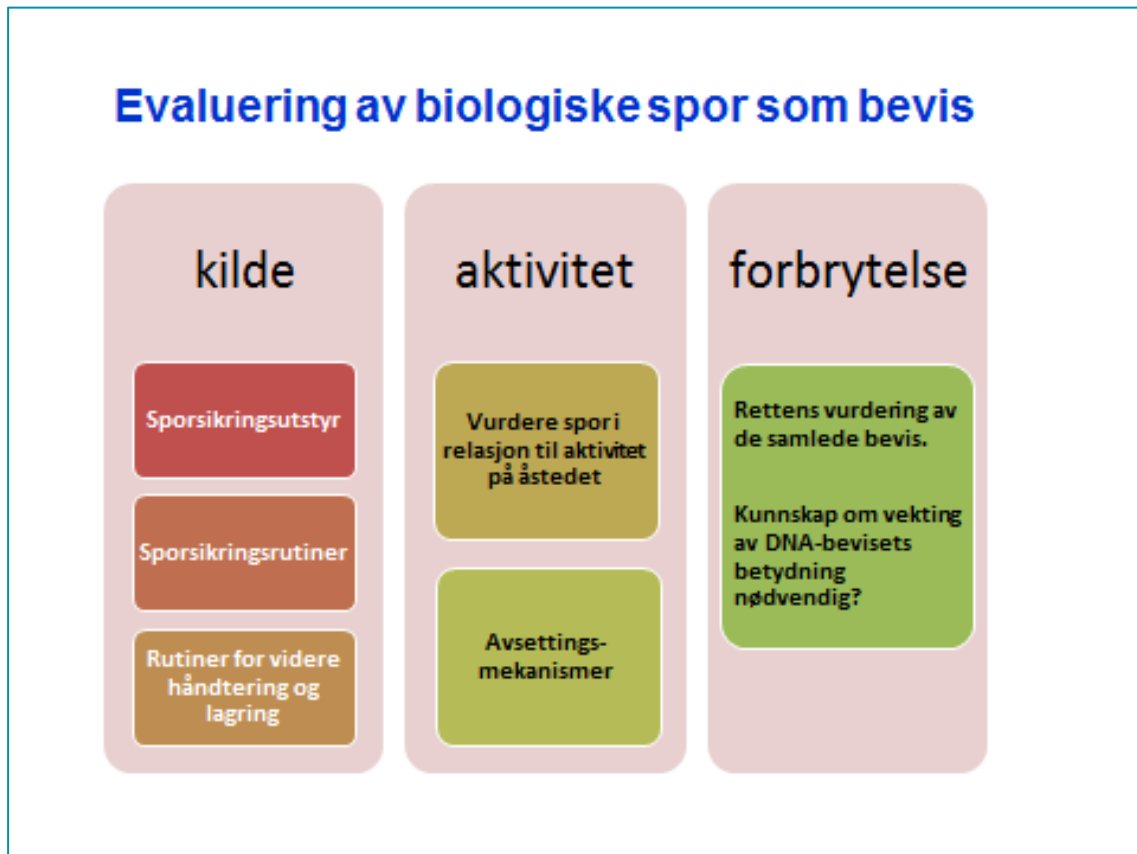 Evaluering av biologiske spor som bevis
kilde
Sporsikringsutstyr
Sporsikringsrutiner
Rutiner for videre
håndtering og
lagring
aktivitet
Vurdere spor i
relasjon til aktivitet
på åstedet
Avsettings-
mekanismer
forbrytelse
Rettens vurdering av
de samlede bevis.
Kunnskap om vekting
av DNA-bevisets
betydning
nødvendig?